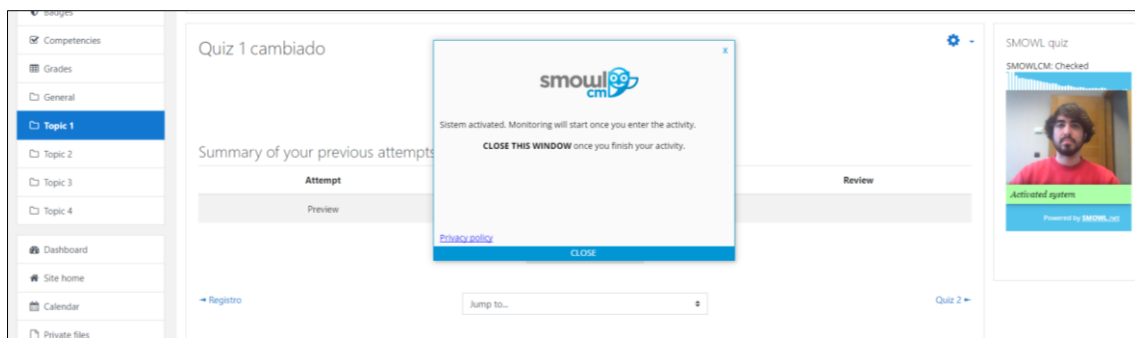 Badges
Competencies
Grades
General
Topic 1
Topic 2
Topic 3
Topic 4
Dashboard
Site home
Calendar
Private files
Quiz 1 cambiado
Summary of your previous attempts
Attempt
Review
Preview
x
smowl
cm
Sistem activated. Monitoring will start once you enter the activity.
CLOSE THIS WINDOW once you finish your activity.
Privacy policy
CLOSE
Registro
Jump to...
Quiz 2
SMOWL quiz
SMOWLCM: Checked
Activated system
Powered by SMOWL.net